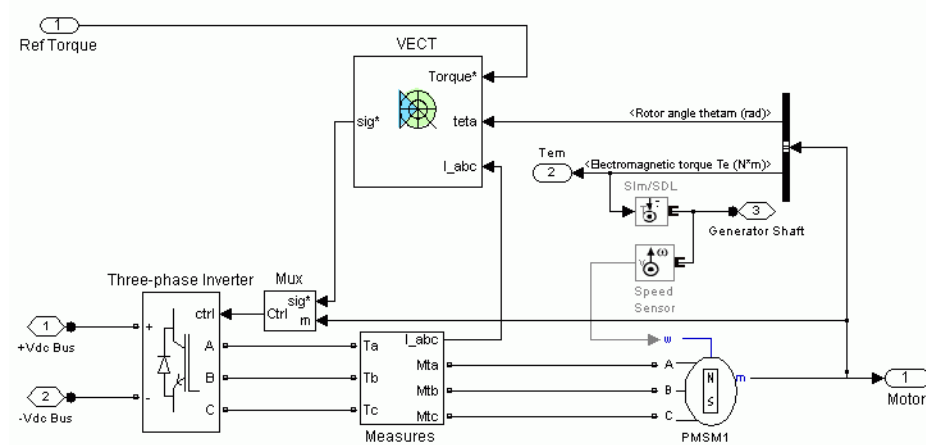 1
Ref Torque
VECT
Torque*
sig*
teta
I_abc
<Rotor angle thetam (rad)>
Tem
2
<Electromagnetic torque Te (N*m)>
Sim/SDL
T
3
Generator Shaft
v ω
Speed
Sensor
Three-phase Inverter
Mux
sig*
Ctrl
m
ctrl
1
+
+Vdc Bus
A
B
C
2
-
-Vdc Bus
I_abc
Ta
Tb
Tc
Mta
Mtb
Mtc
Measures
w
A
B
C
N
S
m
PMSM1
1
Motor